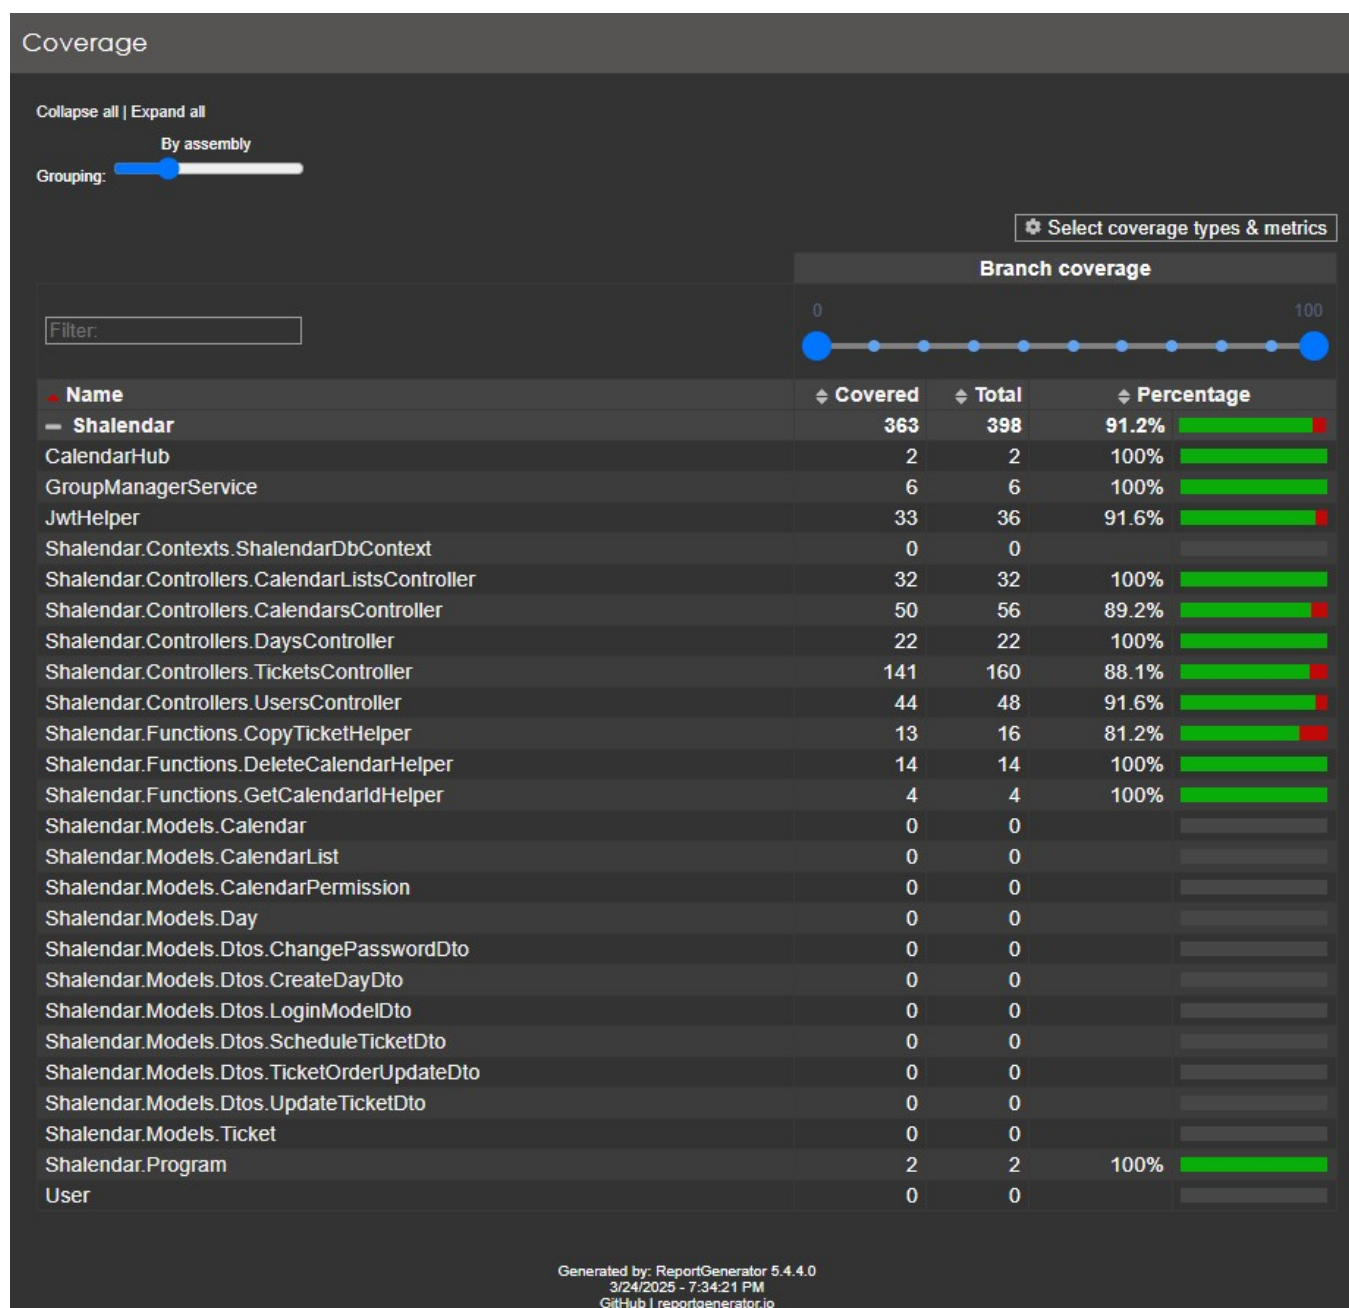 Coverage
Collapse all | Expand all
By assembly
Grouping:
Select coverage types & metrics
Branch coverage
Filter:
0 100
Name Covered Total Percentage
Shalendar 363 398 91.2%
CalendarHub 2 2 100%
GroupManagerService 6 6 100%
JwtHelper 33 36 91.6%
Shalendar.Contexts.ShalendarDbContext 0 0
Shalendar.Controllers.CalendarListsController 32 32 100%
Shalendar.Controllers.CalendarsController 50 56 89.2%
Shalendar.Controllers.DaysController 22 22 100%
Shalendar.Controllers.TicketsController 141 160 88.1%
Shalendar.Controllers.UsersController 44 48 91.6%
Shalendar.Functions.CopyTicketHelper 13 16 81.2%
Shalendar.Functions.DeleteCalendarHelper 14 14 100%
Shalendar.Functions.GetCalendarIdHelper 4 4 100%
Shalendar.Models.Calendar 0 0
Shalendar.Models.CalendarList 0 0
Shalendar.Models.CalendarPermission 0 0
Shalendar.Models.Day 0 0
Shalendar.Models.Dtos.ChangePasswordDto 0 0
Shalendar.Models.Dtos.CreateDayDto 0 0
Shalendar.Models.Dtos.LoginModelDto 0 0
Shalendar.Models.Dtos.ScheduleTicketDto 0 0
Shalendar.Models.Dtos.TicketOrderUpdateDto 0 0
Shalendar.Models.Dtos.UpdateTicketDto 0 0
Shalendar.Models.Ticket 0 0
Shalendar.Program 2 2 100%
User 0 0
Generated by: ReportGenerator 5.4.4.0
3/24/2025 - 7:34:21 PM
GitHub | reportgenerator.io